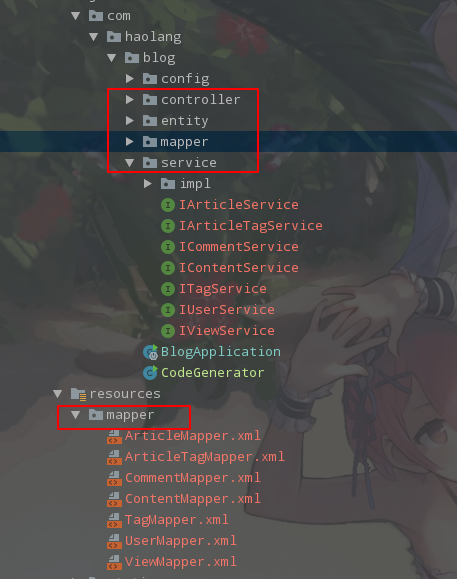 com
haolang
blog
config
controller
entity
mapper
service
impl
IArticleService
IArticleTagService
ICommentService
IContentService
ITagService
IUserService
IViewService
BlogApplication
CodeGenerator
resources
mapper
ArticleMapper.xml
ArticleTagMapper.xml
CommentMapper.xml
ContentMapper.xml
TagMapper.xml
UserMapper.xml
ViewMapper.xml